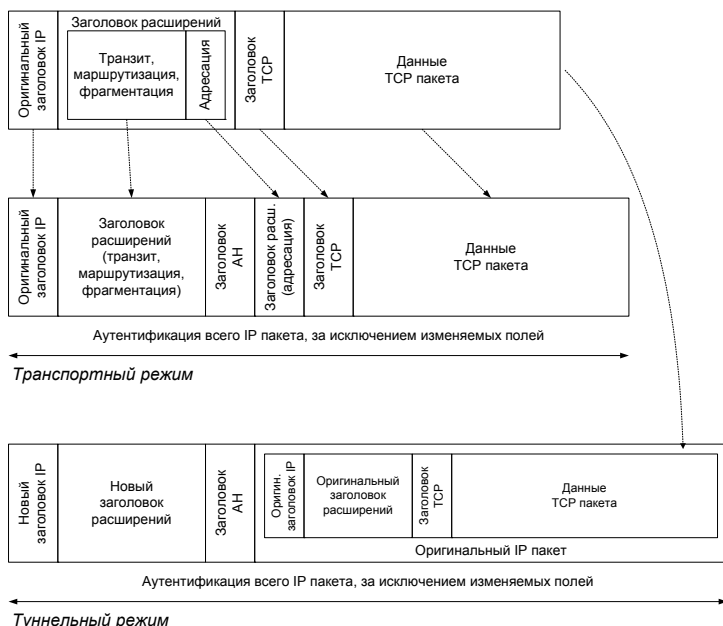 Оригинальный
заголовок IP
Заголовок расширений
Транзит,
маршрутизация,
фрагментация
Адресация
Заголовок
TCP
Данные
TCP пакета
Оригинальный
заголовок IP
Заголовок
расширений
(транзит,
маршрутизация,
фрагментация)
Заголовок
AH
Заголовок расш.
(адресация)
Заголовок
TCP
Данные
TCP пакета
Аутентификация всего IP пакета, за исключением изменяемых полей
Транспортный режим
Новый
заголовок IP
Новый
заголовок
расширений
Заголовок
AH
Оригин.
заголовок IP
Оригинальный
заголовок
расширений
Заголовок
TCP
Данные
TCP пакета
Оригинальный IP пакет
Аутентификация всего IP пакета, за исключением изменяемых полей
Туннельный режим